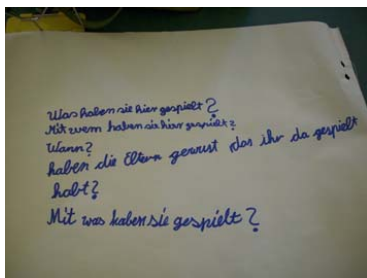 Was haben sie hier gespielt?
Mit wem haben sie hier gespielt?
Wann?
haben die Eltern gewust das ihr da gespielt
habt?
Mit was haben sie gespielt?